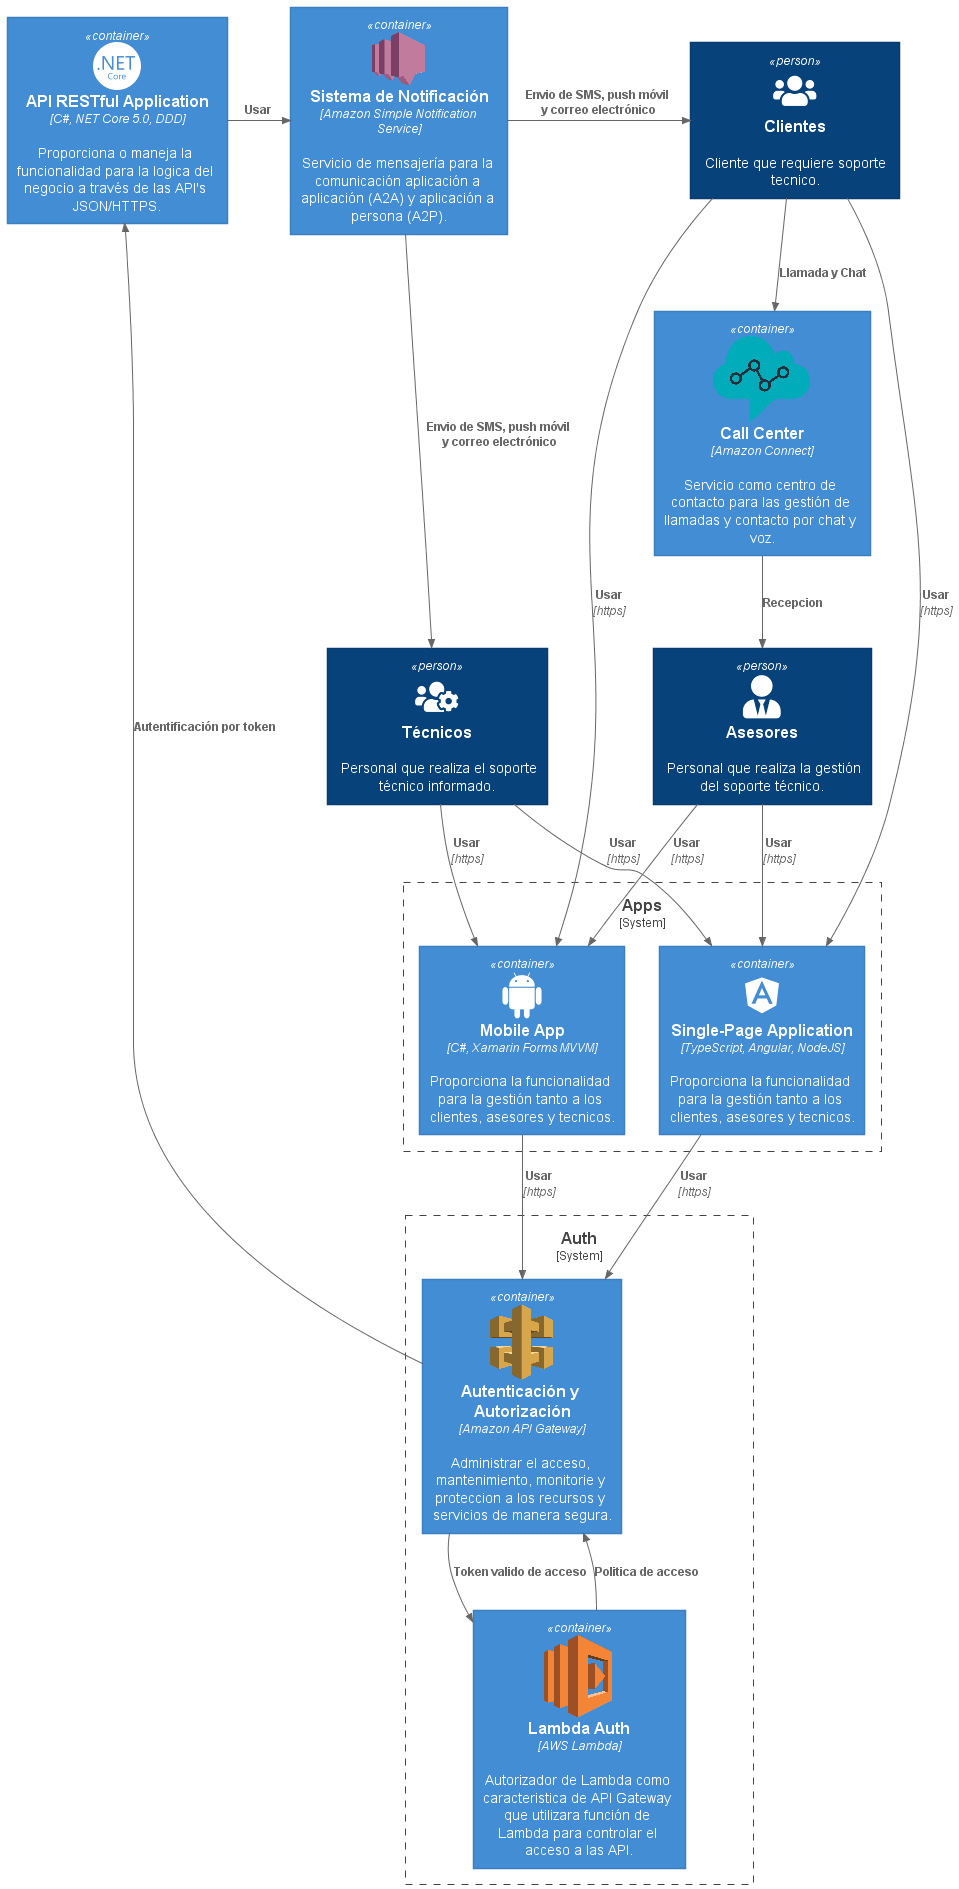 «container»
.NET
Core
API RESTful Application
[C#, NET Core 5.0, DDD]
Proporciona o maneja la
funcionalidad para la logica del
negocio a través de las API's
JSON/HTTPS.
Usar
«container»
Sistema de Notificación
[Amazon Simple Notification
Service]
Servicio de mensajería para la
comunicación aplicación a
aplicación (A2A) y aplicación a
persona (A2P).
Envio de SMS, push móvil
y correo electrónico
«person»
Clientes
Cliente que requiere soporte
tecnico.
Llamada y Chat
«container»
Call Center
[Amazon Connect]
Servicio como centro de
contacto para las gestión de
llamadas y contacto por chat y
voz.
Envio de SMS, push móvil
y correo electrónico
Usar
[https]
Recepcion
Usar
[https]
«person»
Técnicos
Personal que realiza el soporte
técnico informado.
«person»
Asesores
Personal que realiza la gestión
del soporte técnico.
Autentificación por token
Usar
[https]
Usar
[https]
Usar
[https]
Usar
[https]
Apps
[System]
«container»
Mobile App
[C#, Xamarin Forms MVVM]
Proporciona la funcionalidad
para la gestión tanto a los
clientes, asesores y tecnicos.
«container»
Single-Page Application
[TypeScript, Angular, NodeJS]
Proporciona la funcionalidad
para la gestión tanto a los
clientes, asesores y tecnicos.
Usar
[https]
Usar
[https]
Auth
[System]
«container»
Autenticación y
Autorización
[Amazon API Gateway]
Administrar el acceso,
mantenimiento, monitorie y
proteccion a los recursos y
servicios de manera segura.
Token valido de acceso
Politica de acceso
«container»
Lambda Auth
[AWS Lambda]
Autorizador de Lambda como
caracteristica de API Gateway
que utilizara función de
Lambda para controlar el
acceso a las API.